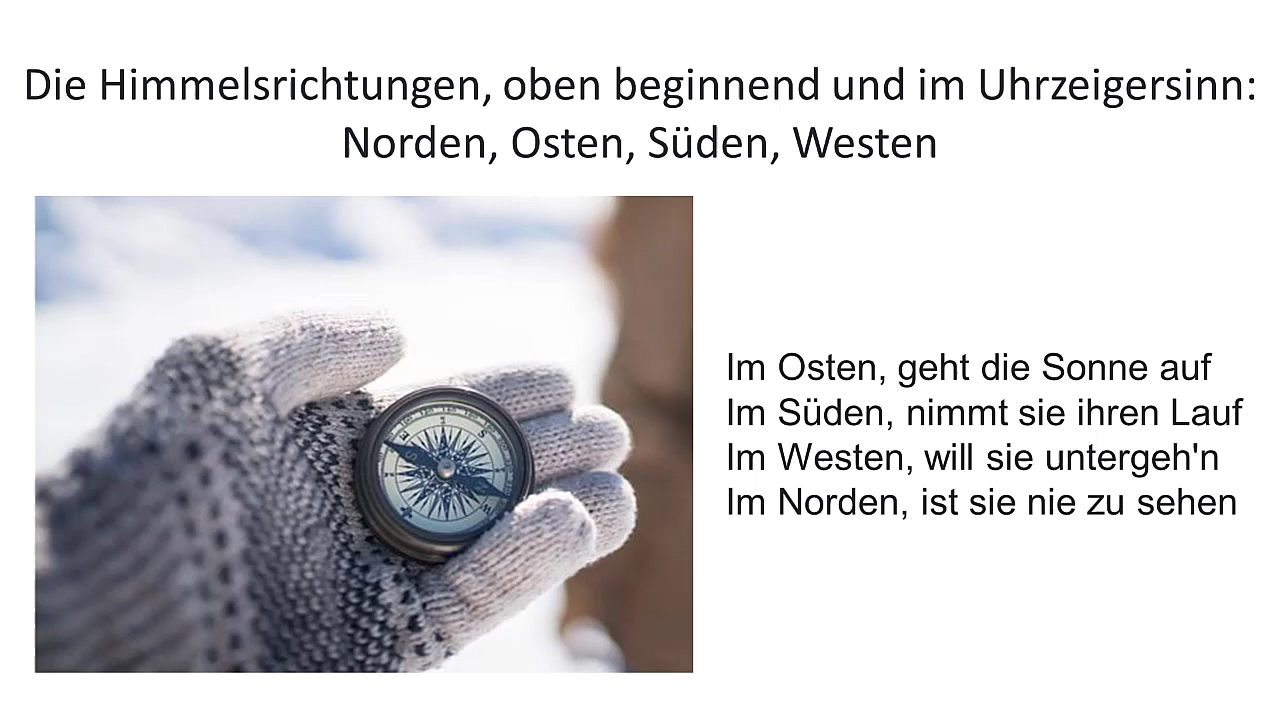 Die Himmelsrichtungen, oben beginnend und im Uhrzeigersinn:
Norden, Osten, Süden, Westen
Im Osten, geht die Sonne auf
Im Süden, nimmt sie ihren Lauf
Im Westen, will sie untergeh'n
Im Norden, ist sie nie zu sehen
E
S
W